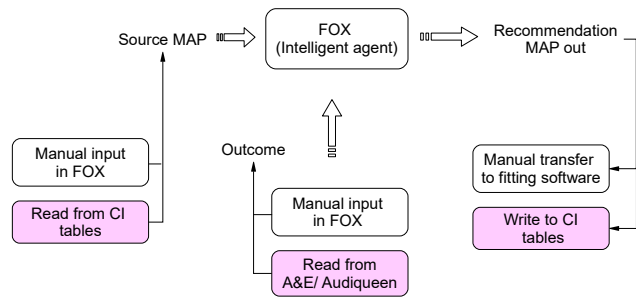 FOX
(Intelligent agent)
Source MAP
Recommendation
MAP out
Manual input
in FOX
Read from CI
tables
Outcome
Manual input
in FOX
Read from
A&E/ Audiqueen
Manual transfer
to fitting software
Write to CI
tables